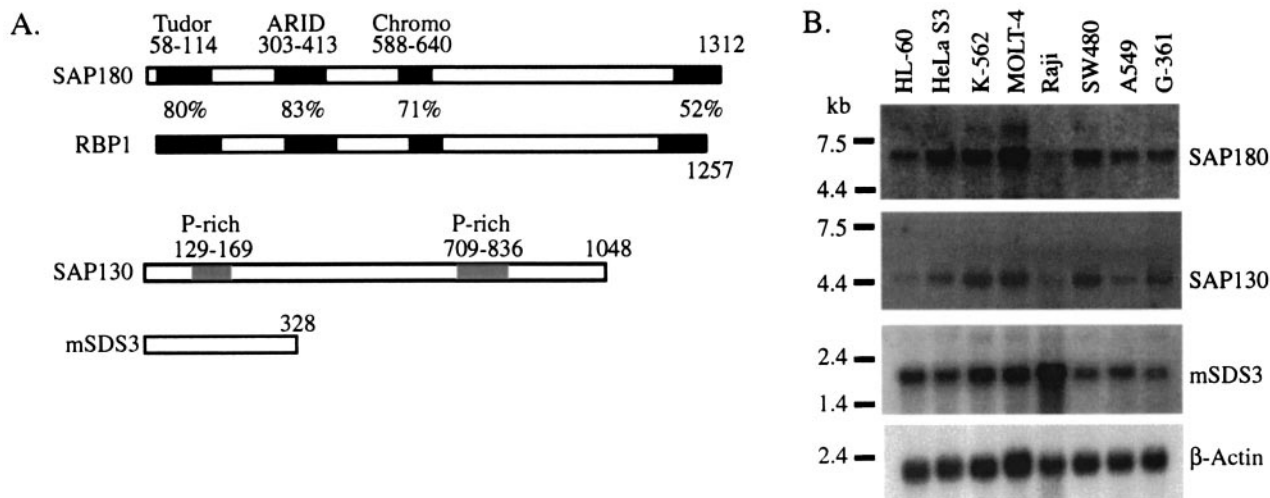 A.
Tudor ARID Chromo
58-114 303-413 588-640 1312
SAP180
80% 83% 71% 52%
RBP1
1257
P-rich P-rich
129-169 709-836 1048
SAP130
328
mSDS3
B.
HL-60
HeLa S3
K-562
MOLT-4
Raji
SW480
A549
G-361
kb
7.5
4.4
SAP180
7.5
4.4
SAP130
2.4
1.4
mSDS3
2.4
β-Actin